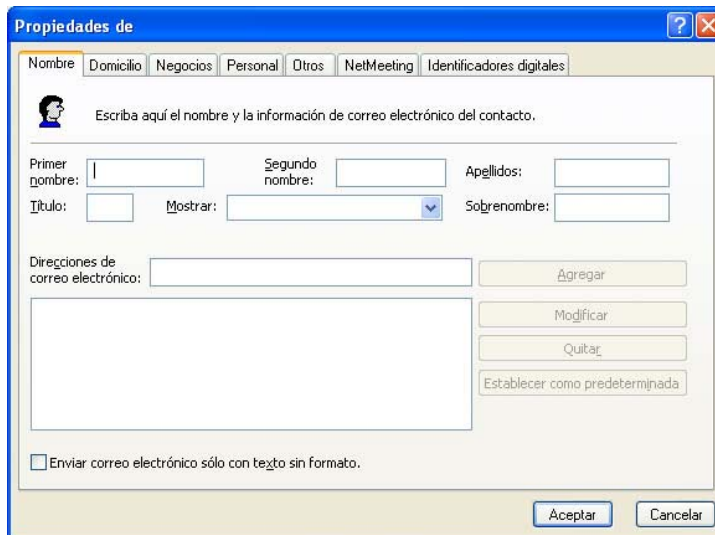 Propiedades de
Nombre Domicilio Negocios Personal Otros NetMeeting Identificadores digitales
Escriba aquí el nombre y la información de correo electrónico del contacto.
Primer nombre: Segundo nombre: Apellidos:
Título: Mostrar: Sobrenombre:
Direcciones de
correo electrónico: Agregar
Modificar
Quitar
Establecer como predeterminada
Enviar correo electrónico sólo con texto sin formato.
Aceptar Cancelar